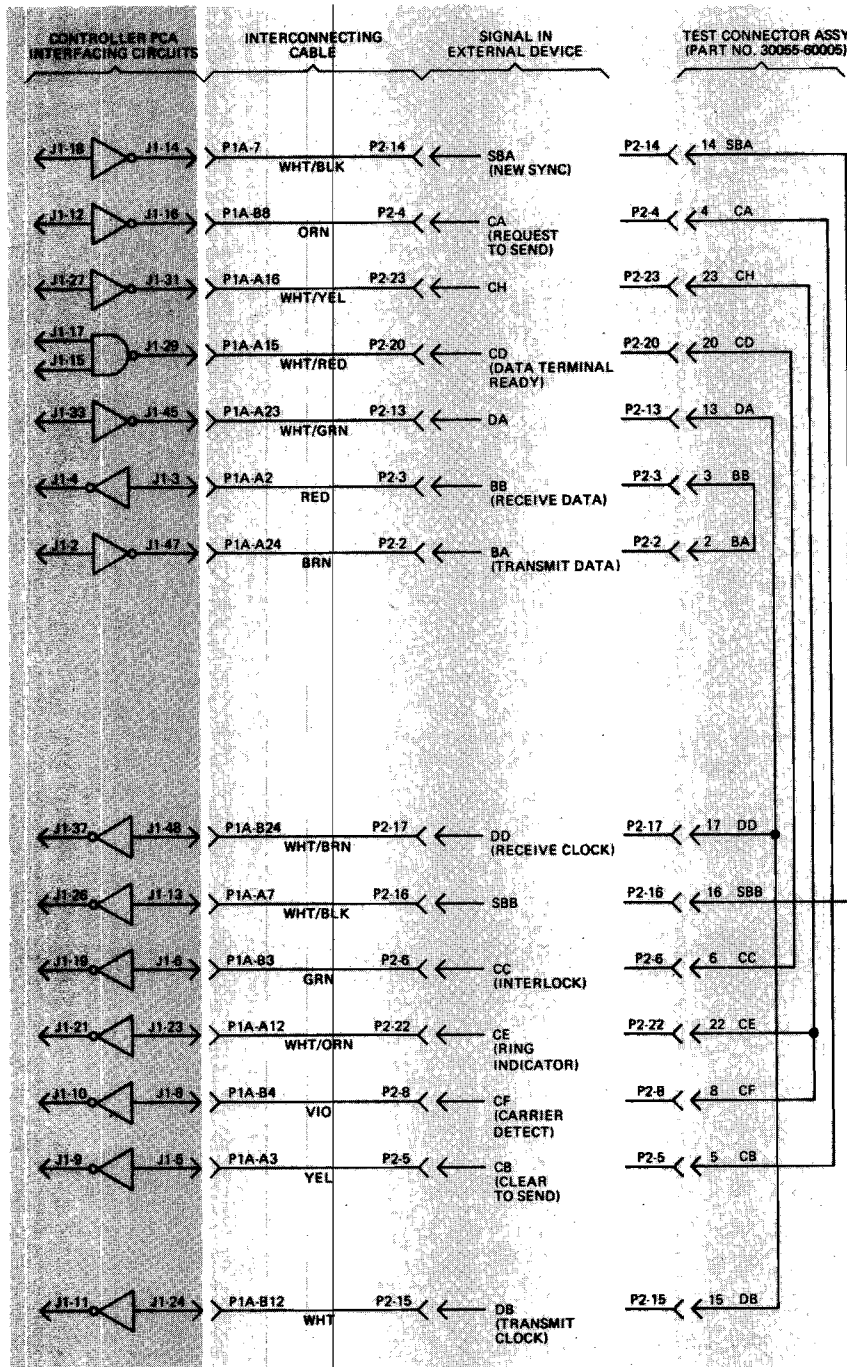 CONTROLLER PCA
INTERFACING CIRCUITS
INTERCONNECTING
CABLE
SIGNAL IN
EXTERNAL DEVICE
TEST CONNECTOR ASSY
(PART NO. 30055-60005)
J1-18 J1-14 P1A-7 P2-14 SBA P2-14 14 SBA
WHT/BLK (NEW SYNC)
J1-12 J1-16 P1A-B8 P2-4 CA P2-4 4 CA
ORN (REQUEST
TO SEND)
J1-27 J1-31 P1A-A16 P2-23 CH P2-23 23 CH
WHT/YEL
J1-17
J1-15 J1-29 P1A-A15 P2-20 CD P2-20 20 CD
WHT/RED (DATA TERMINAL
READY)
J1-33 J1-45 P1A-A23 P2-13 DA P2-13 13 DA
WHT/GRN
J1-4 J1-3 P1A-A2 P2-3 BB P2-3 3 BB
RED (RECEIVE DATA)
J1-2 J1-47 P1A-A24 P2-2 BA P2-2 2 BA
BRN (TRANSMIT DATA)
J1-37 J1-48 P1A-B24 P2-17 DD P2-17 17 DD
WHT/BRN (RECEIVE CLOCK)
J1-26 J1-13 P1A-A7 P2-16 SBB P2-16 16 SBB
WHT/BLK
J1-19 J1-6 P1A-B3 P2-6 CC P2-6 6 CC
GRN (INTERLOCK)
J1-21 J1-23 P1A-A12 P2-22 CE P2-22 22 CE
WHT/ORN (RING
INDICATOR)
J1-10 J1-8 P1A-B4 P2-8 CF P2-8 8 CF
VIO (CARRIER
DETECT)
J1-9 J1-5 P1A-A3 P2-5 CB P2-5 5 CB
YEL (CLEAR
TO SEND)
J1-11 J1-24 P1A-B12 P2-15 DB P2-15 15 DB
WHT (TRANSMIT
CLOCK)